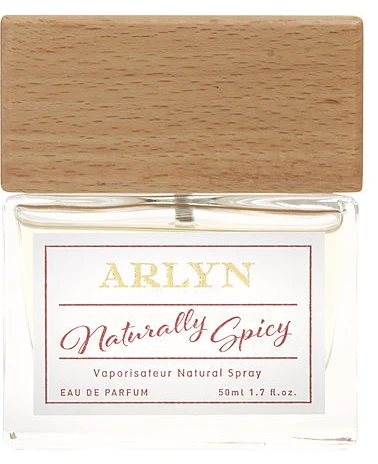 ARLYN
Naturally Spicy
Vaporisateur Natural Spray
EAU DE PARFUM 50ml 1.7 fl.oz.